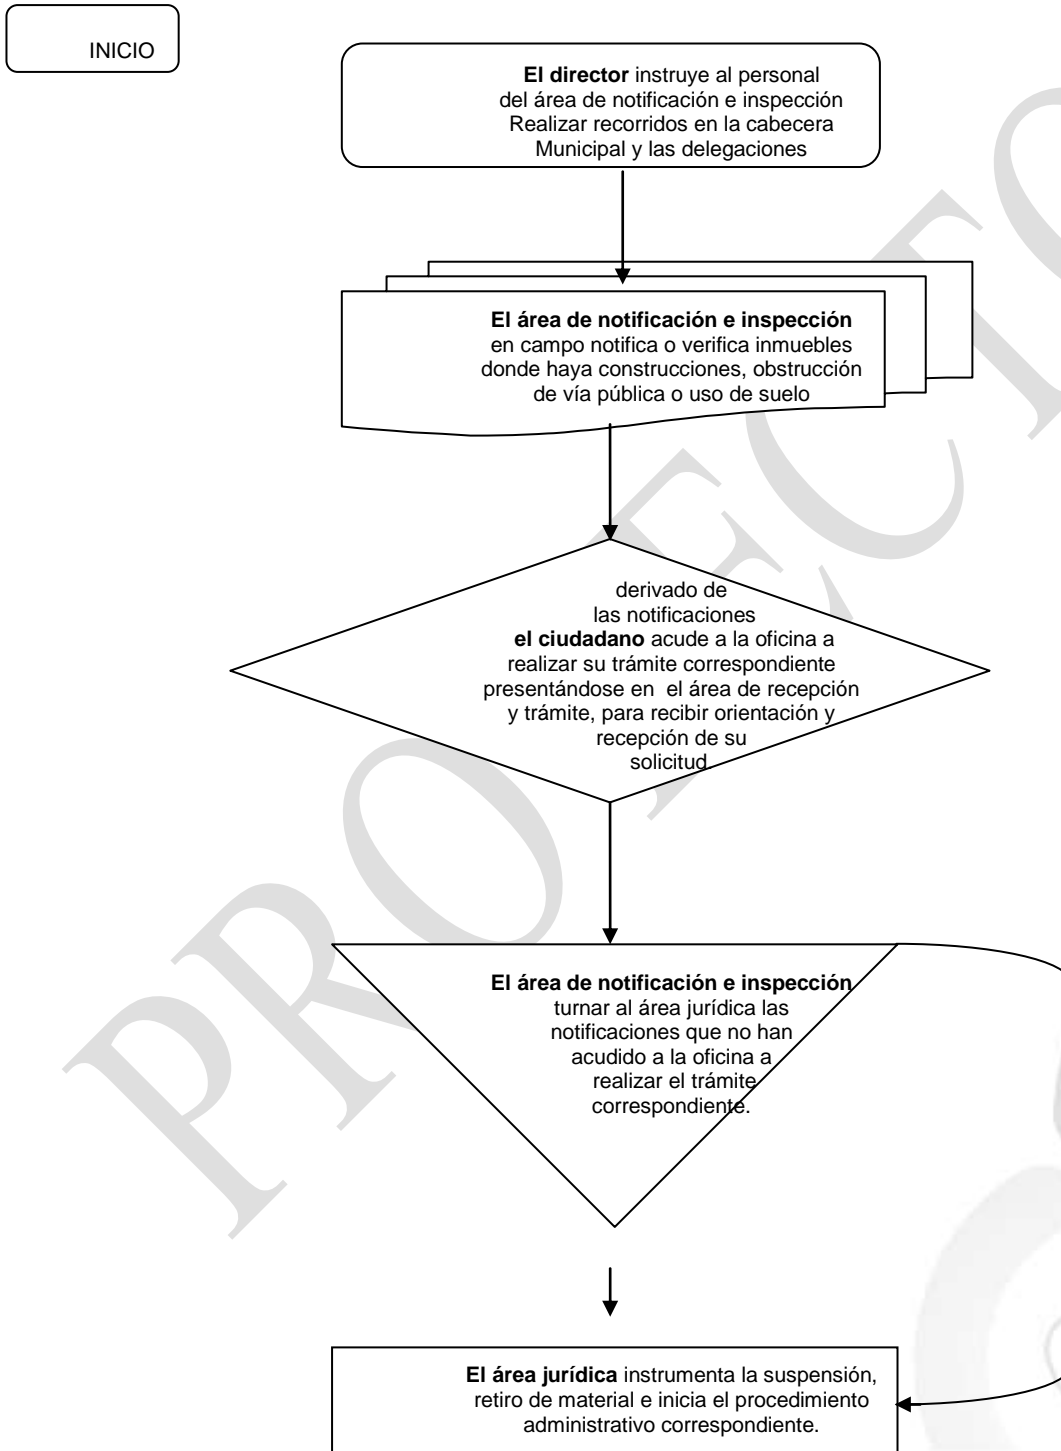 INICIO
El director instruye al personal
del área de notificación e inspección
Realizar recorridos en la cabecera
Municipal y las delegaciones
El área de notificación e inspección
en campo notifica o verifica inmuebles
donde haya construcciones, obstrucción
de vía pública o uso de suelo
derivado de
las notificaciones
el ciudadano acude a la oficina a
realizar su trámite correspondiente
presentándose en el área de recepción
y trámite, para recibir orientación y
recepción de su
solicitud.
El área de notificación e inspección
turnar al área jurídica las
notificaciones que no han
acudido a la oficina a
realizar el trámite
correspondiente.
El área jurídica instrumenta la suspensión,
retiro de material e inicia el procedimiento
administrativo correspondiente.
PROYECTO